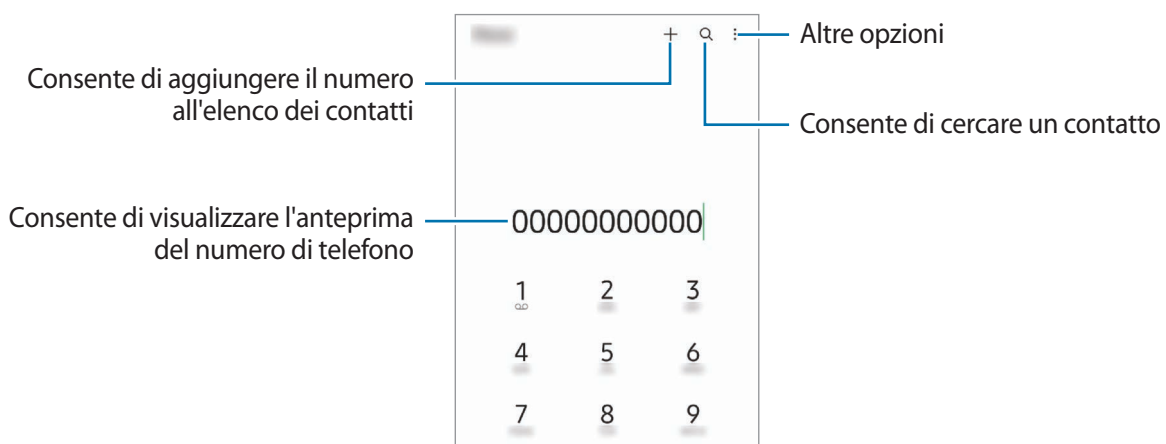 Altre opzioni
Consente di aggiungere il numero
all'elenco dei contatti
Consente di cercare un contatto
Consente di visualizzare l'anteprima
del numero di telefono
00000000000
1 2 3
4 5 6
7 8 9